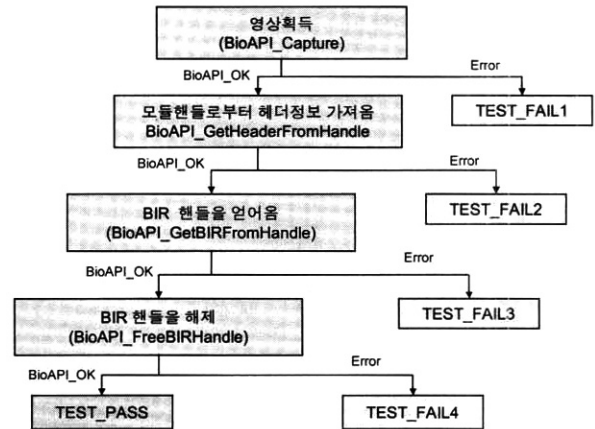 영상획득
(BioAPI_Capture)
BioAPI_OK
Error
모듈핸들로부터 헤더정보 가져옴
BioAPI_GetHeaderFromHandle
TEST_FAIL1
BioAPI_OK
Error
BIR 핸들을 얻어옴
(BioAPI_GetBIRFromHandle)
TEST_FAIL2
BioAPI_OK
Error
BIR 핸들을 해제
(BioAPI_FreeBIRHandle)
TEST_FAIL3
BioAPI_OK
Error
TEST_PASS
TEST_FAIL4